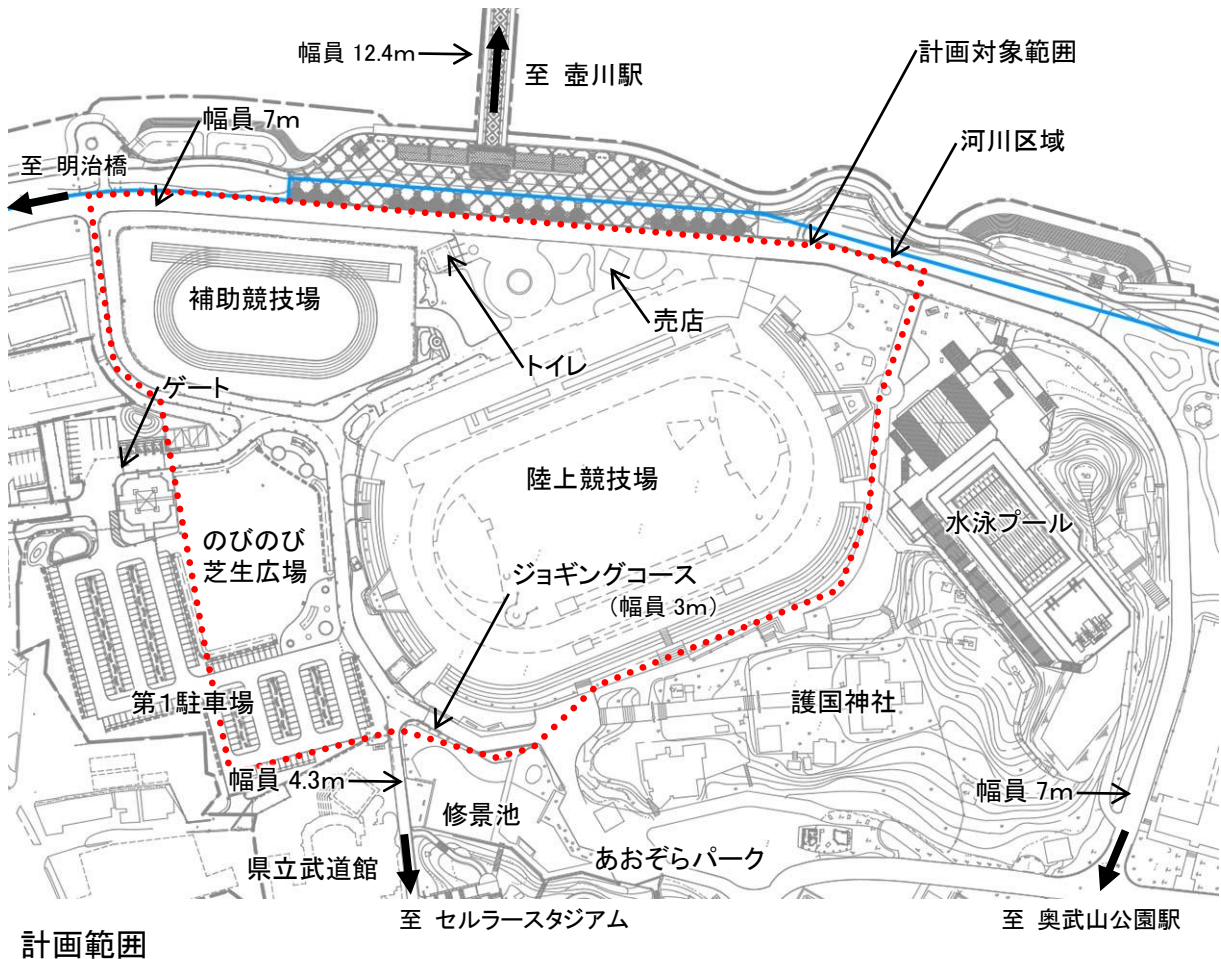 幅員 12.4m
至 壺川駅
計画対象範囲
幅員 7m
河川区域
至 明治橋
補助競技場
売店
トイレ
ゲート
陸上競技場
水泳プール
のびのび
芝生広場
ジョギングコース
（幅員 3m）
第１駐車場
護国神社
幅員 4.3m
幅員 7m
修景池
県立武道館
あおぞらパーク
至 セルラースタジアム
至 奥武山公園駅
計画範囲